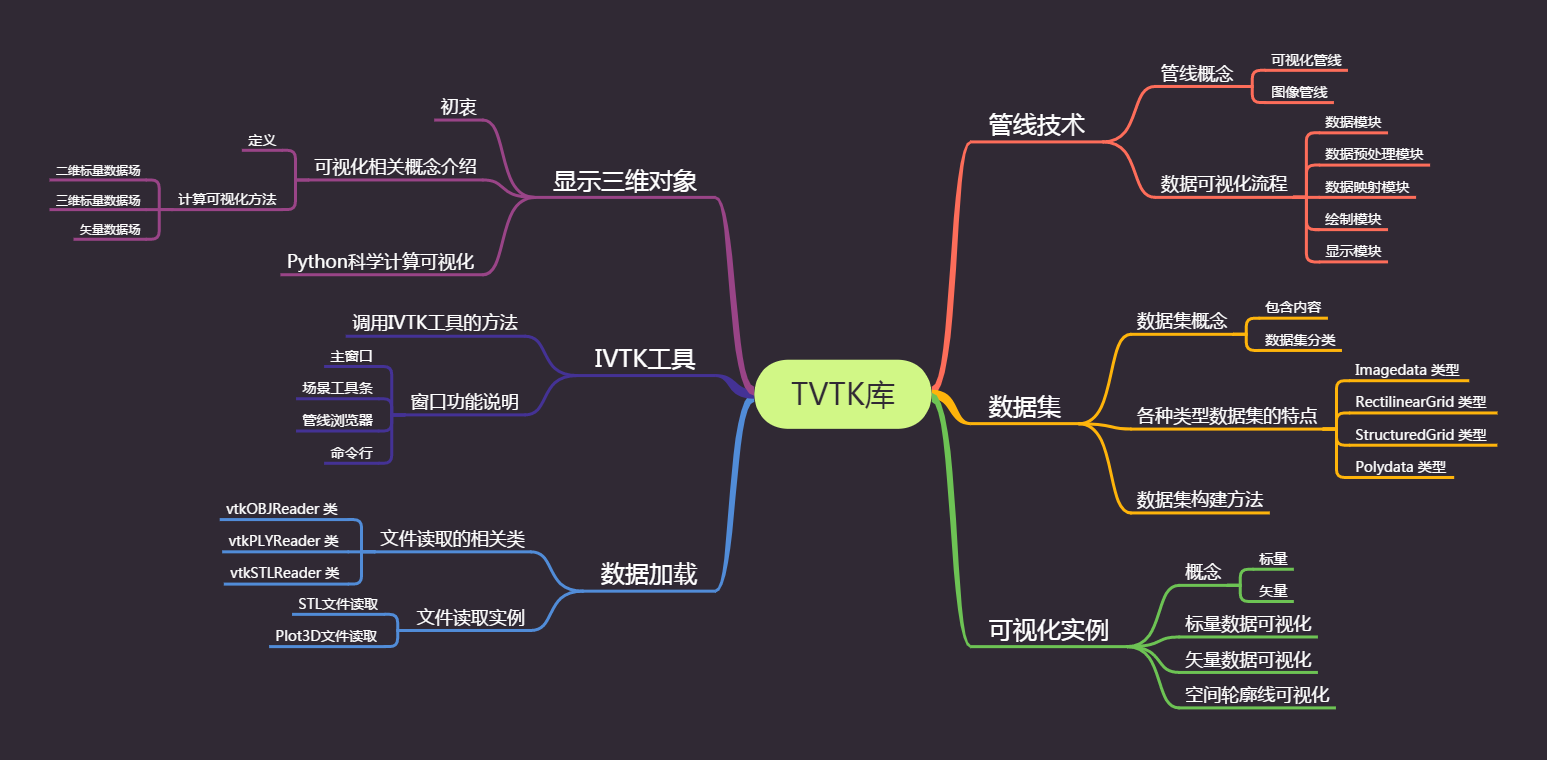 TVTK库
显示三维对象
初衷
可视化相关概念介绍
定义
计算可视化方法
二维标量数据场
三维标量数据场
矢量数据场
Python科学计算可视化
IVTK工具
调用IVTK工具的方法
窗口功能说明
主窗口
场景工具条
管线浏览器
命令行
数据加载
文件读取的相关类
vtkOBJReader 类
vtkPLYReader 类
vtkSTLReader 类
文件读取实例
STL文件读取
Plot3D文件读取
管线技术
管线概念
可视化管线
图像管线
数据可视化流程
数据模块
数据预处理模块
数据映射模块
绘制模块
显示模块
数据集
数据集概念
包含内容
数据集分类
各种类型数据集的特点
Imagedata 类型
RectilinearGrid 类型
StructuredGrid 类型
Polydata 类型
数据集构建方法
可视化实例
概念
标量
矢量
标量数据可视化
矢量数据可视化
空间轮廓线可视化